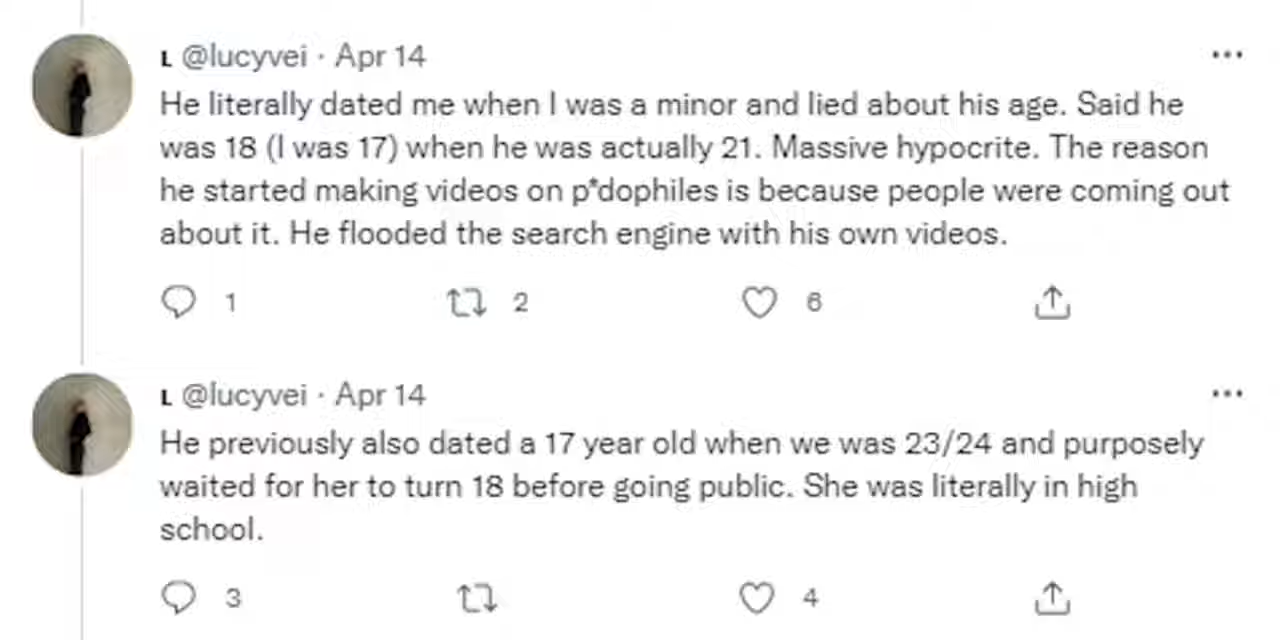 L @lucyvei · Apr 14 ...
He literally dated me when I was a minor and lied about his age. Said he
was 18 (I was 17) when he was actually 21. Massive hypocrite. The reason
he started making videos on p*dophiles is because people were coming out
about it. He flooded the search engine with his own videos.
1 2 6
L @lucyvei · Apr 14 ...
He previously also dated a 17 year old when we was 23/24 and purposely
waited for her to turn 18 before going public. She was literally in high
school.
3 4